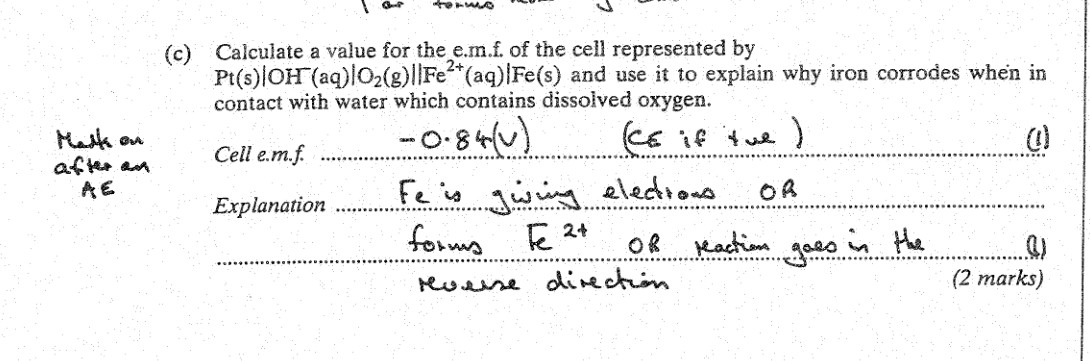 (c) Calculate a value for the e.m.f. of the cell represented by
Pt(s)|OH⁻(aq)|O₂(g)||Fe²⁺(aq)|Fe(s) and use it to explain why iron corrodes when in
contact with water which contains dissolved oxygen.
Mark on
after an
AE
Cell e.m.f. -0.84(V) (CE if +ve) (1)
Explanation Fe is giving electrons OR
forms Fe 2+ OR reaction goes in the (1)
reverse direction
(2 marks)